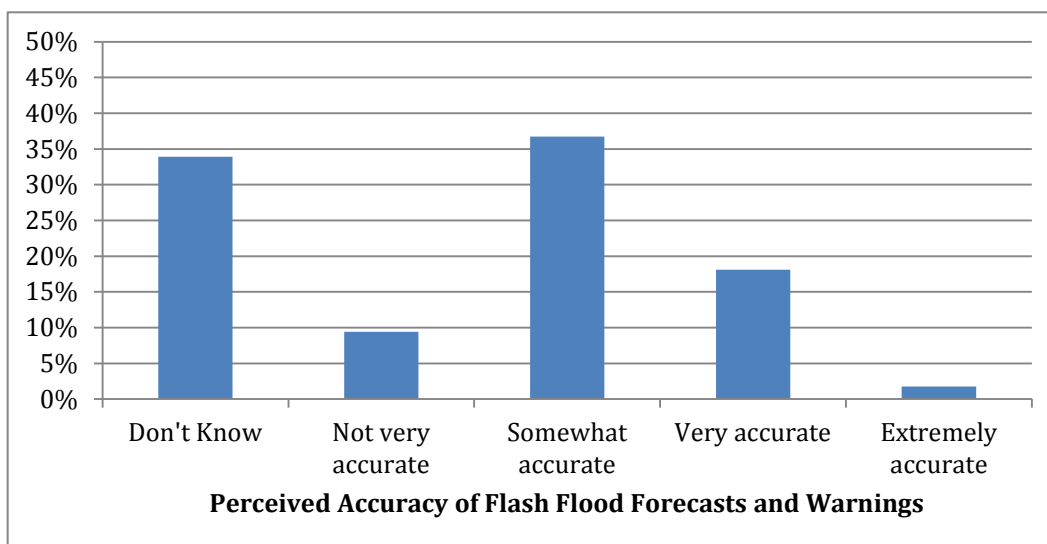 50%
45%
40%
35%
30%
25%
20%
15%
10%
5%
0%
Don't Know
Not very
accurate
Somewhat
accurate
Very accurate
Extremely
accurate
Perceived Accuracy of Flash Flood Forecasts and Warnings